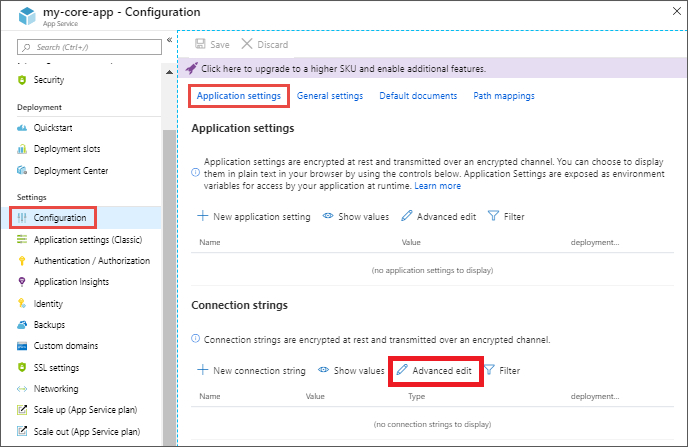 my-core-app - Configuration
App Service
Search (Ctrl+/)
Security
Deployment
Quickstart
Deployment slots
Deployment Center
Settings
Configuration
Application settings (Classic)
Authentication / Authorization
Application Insights
Identity
Backups
Custom domains
SSL settings
Networking
Scale up (App Service plan)
Scale out (App Service plan)
Save Discard
Click here to upgrade to a higher SKU and enable additional features.
Application settings General settings Default documents Path mappings
Application settings
Application settings are encrypted at rest and transmitted over an encrypted channel. You can choose to display
them in plain text in your browser by using the controls below. Application Settings are exposed as environment
variables for access by your application at runtime. Learn more
New application setting Show values Advanced edit Filter
Name Value deployment...
(no application settings to display)
Connection strings
Connection strings are encrypted at rest and transmitted over an encrypted channel.
New connection string Show values Advanced edit Filter
Name Value Type deployment...
(no connection strings to display)